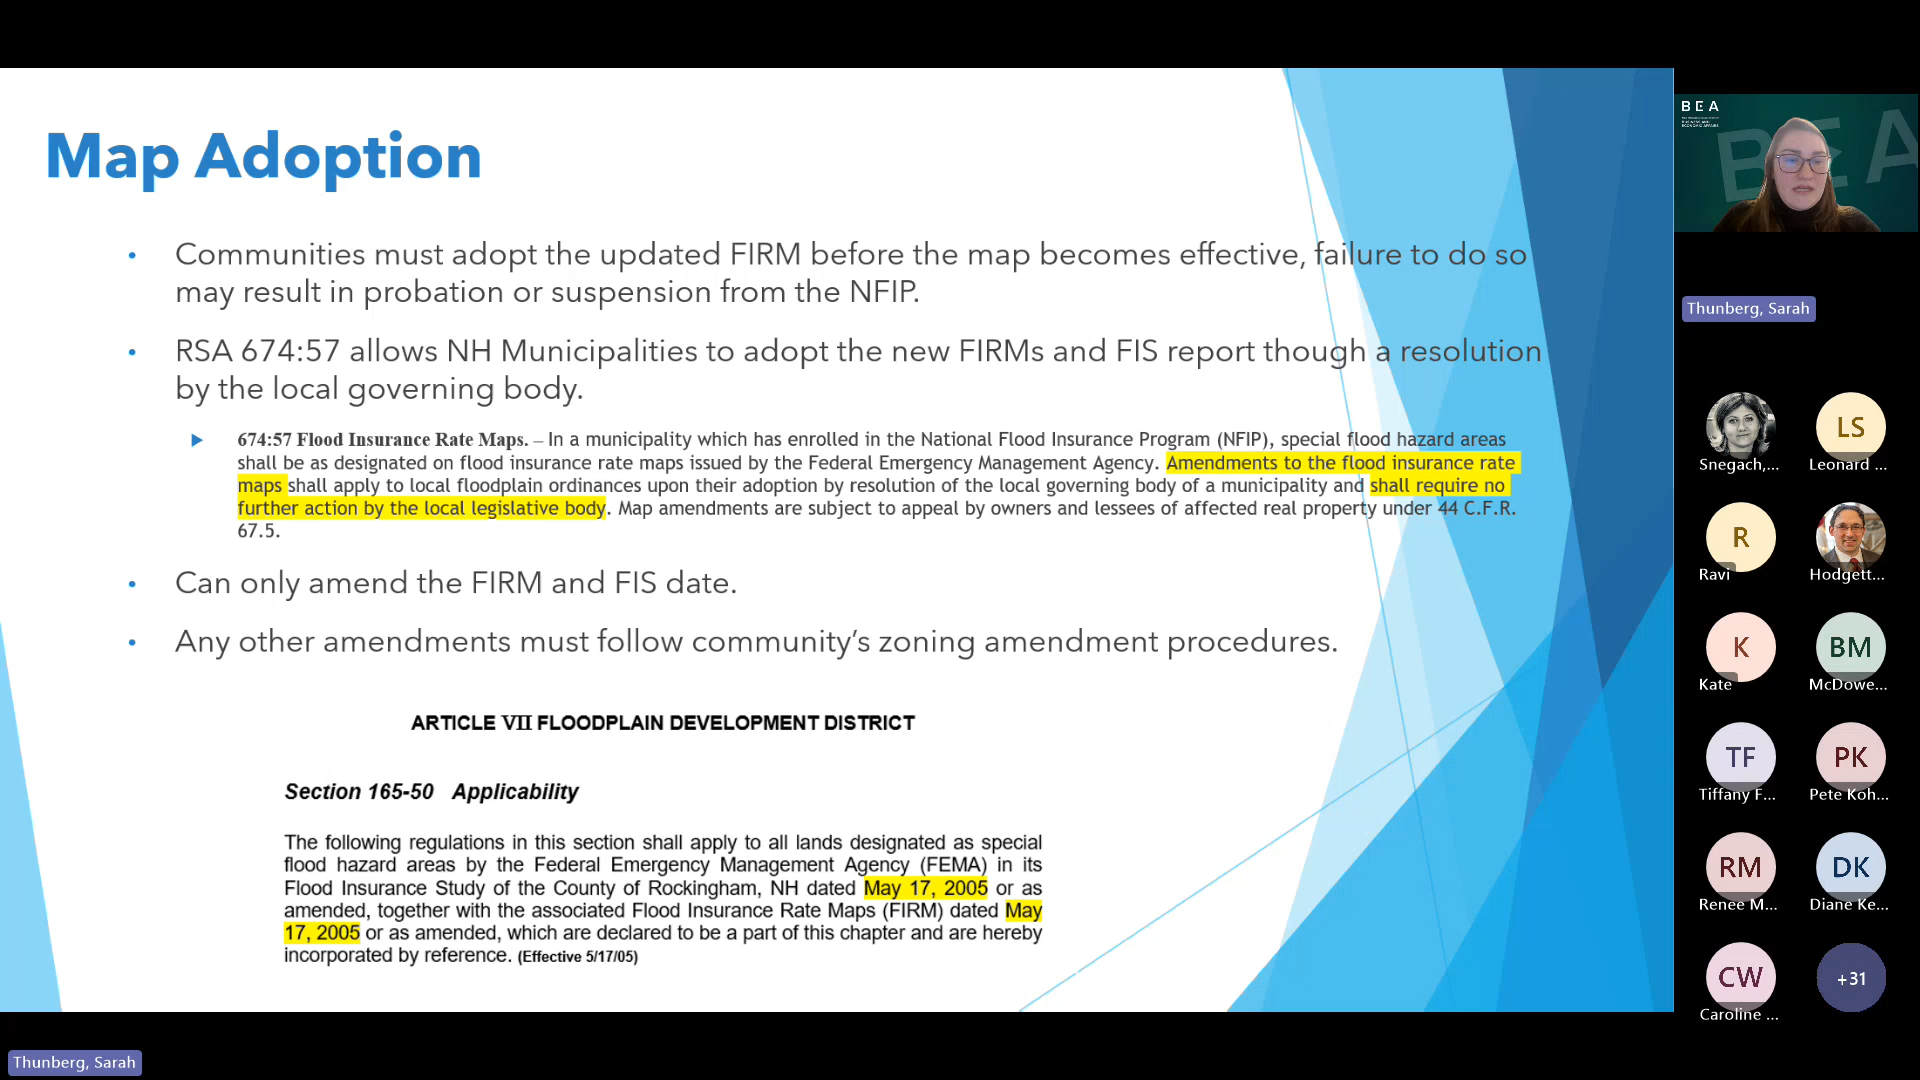 Map Adoption
• Communities must adopt the updated FIRM before the map becomes effective, failure to do so
may result in probation or suspension from the NFIP.
• RSA 674:57 allows NH Municipalities to adopt the new FIRMs and FIS report though a resolution
by the local governing body.
674:57 Flood Insurance Rate Maps. – In a municipality which has enrolled in the National Flood Insurance Program (NFIP), special flood hazard areas
shall be as designated on flood insurance rate maps issued by the Federal Emergency Management Agency. Amendments to the flood insurance rate
maps shall apply to local floodplain ordinances upon their adoption by resolution of the local governing body of a municipality and shall require no
further action by the local legislative body. Map amendments are subject to appeal by owners and lessees of affected real property under 44 C.F.R.
67.5.
• Can only amend the FIRM and FIS date.
• Any other amendments must follow community’s zoning amendment procedures.
ARTICLE VII FLOODPLAIN DEVELOPMENT DISTRICT
Section 165-50 Applicability
The following regulations in this section shall apply to all lands designated as special
flood hazard areas by the Federal Emergency Management Agency (FEMA) in its
Flood Insurance Study of the County of Rockingham, NH dated May 17, 2005 or as
amended, together with the associated Flood Insurance Rate Maps (FIRM) dated May
17, 2005 or as amended, which are declared to be a part of this chapter and are hereby
incorporated by reference. (Effective 5/17/05)
BEA
BEA
Thunberg, Sarah
Snegach,...
LS
Leonard ...
R
Ravi
Hodgett...
K
Kate
BM
McDowe...
TF
Tiffany F...
PK
Pete Koh...
RM
Renee M...
DK
Diane Ke...
CW
Caroline ...
+31
Thunberg, Sarah